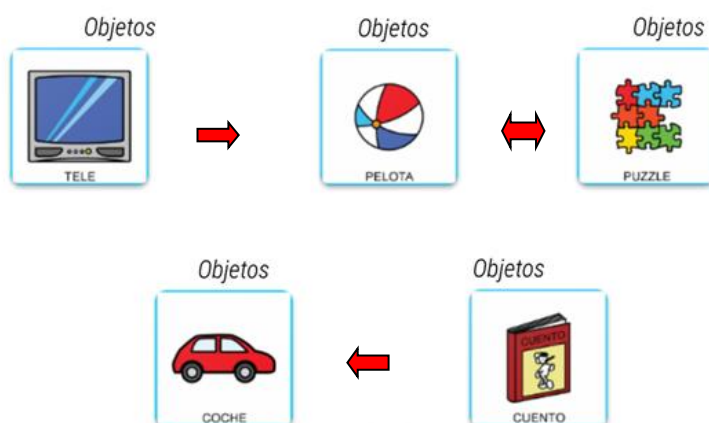 Objetos
Objetos
Objetos
TELE
PELOTA
PUZZLE
Objetos
Objetos
CUENTO
COCHE
CUENTO